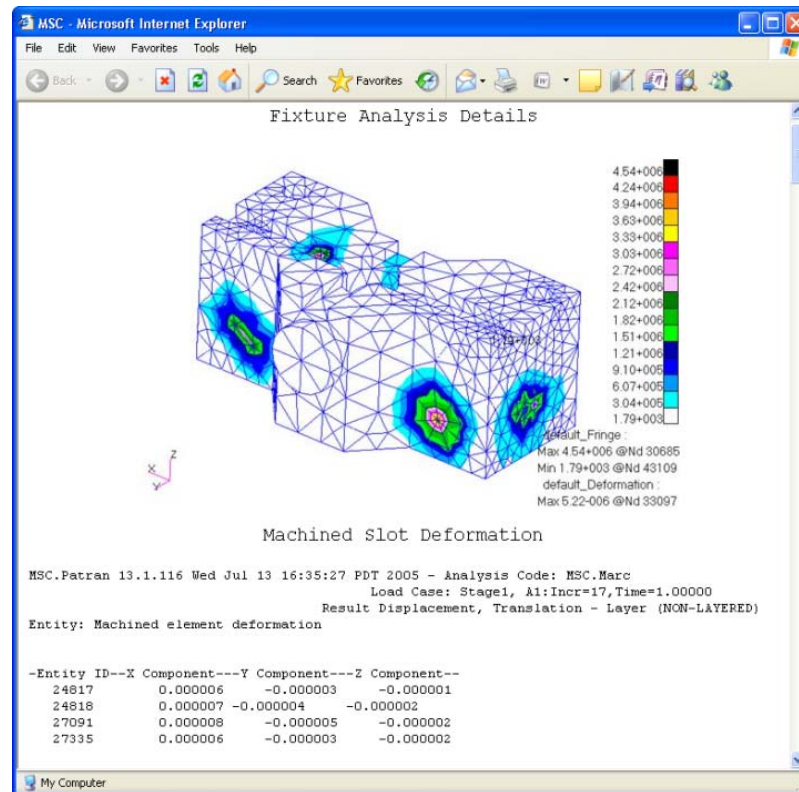 MSC - Microsoft Internet Explorer
File Edit View Favorites Tools Help
Back Search Favorites
Fixture Analysis Details
4.54+006
4.24+006
3.94+006
3.63+006
3.33+006
3.03+006
2.72+006
2.42+006
2.12+006
1.82+006
1.51+006
1.21+006
9.10+005
6.07+005
3.04+005
1.79+003
default_Fringe :
Max 4.54+006 @Nd 30685
Min 1.79+003 @Nd 43109
default_Deformation :
Max 5.22-006 @Nd 33097
X Y Z
Machined Slot Deformation
MSC.Patran 13.1.116 Wed Jul 13 16:35:27 PDT 2005 - Analysis Code: MSC.Marc
Load Case: Stage1, A1:Incr=17,Time=1.00000
Result Displacement, Translation - Layer (NON-LAYERED)
Entity: Machined element deformation
-Entity ID--X Component---Y Component---Z Component--
24817 0.000006 -0.000003 -0.000001
24818 0.000007 -0.000004 -0.000002
27091 0.000008 -0.000005 -0.000002
27335 0.000006 -0.000003 -0.000002
My Computer